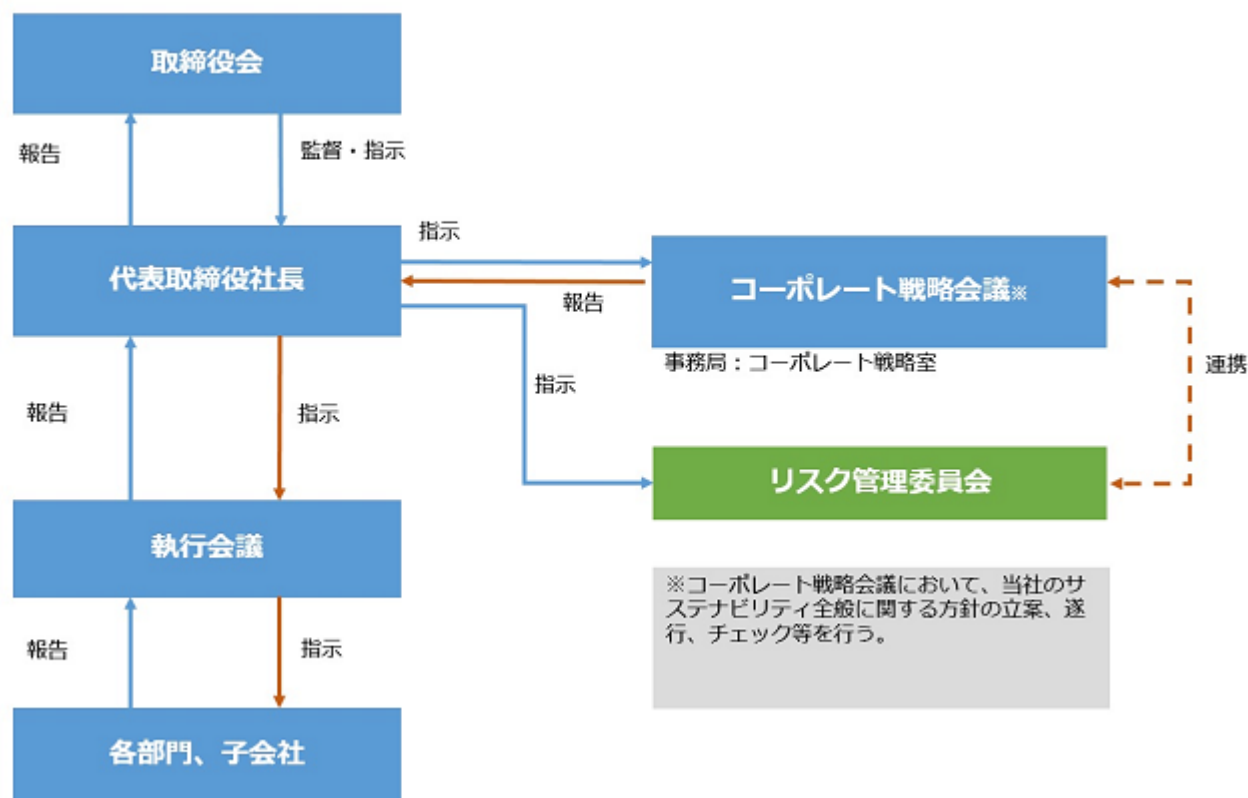 取締役会
報告
監督・指示
代表取締役社長
指示
報告
コーポレート戦略会議※
事務局：コーポレート戦略室
連携
指示
報告
指示
リスク管理委員会
執行会議
※コーポレート戦略会議において、当社のサ
ステナビリティ全般に関する方針の立案、遂
行、チェック等を行う。
報告
指示
各部門、子会社